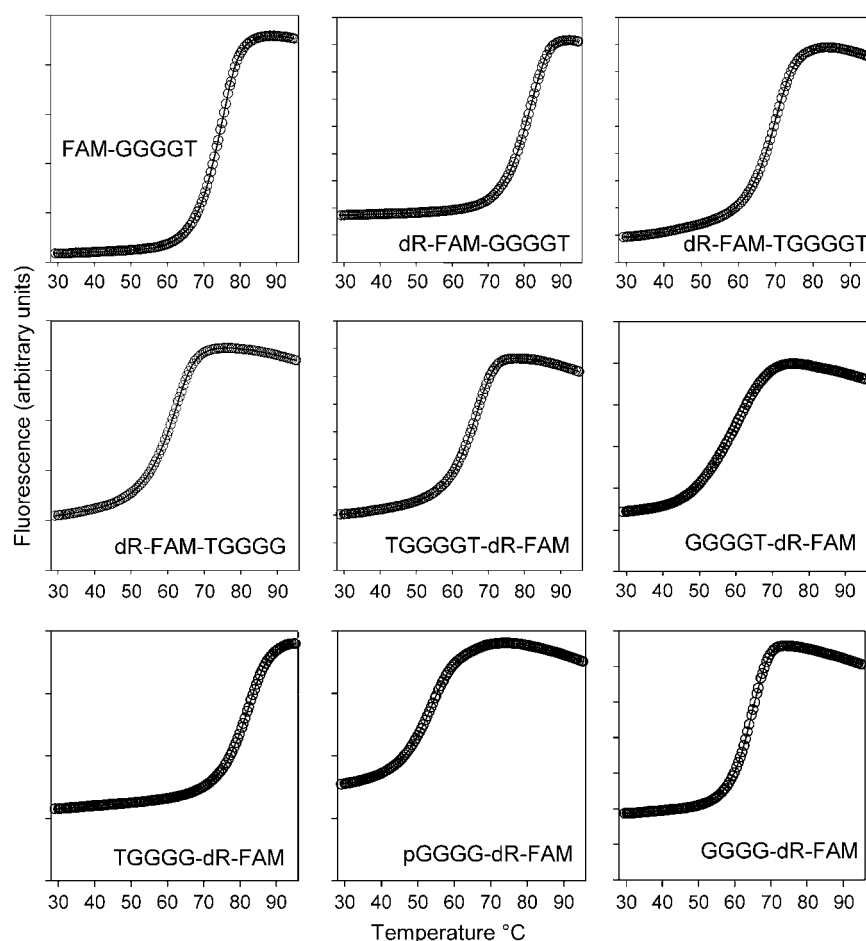 FAM-GGGGT
30 40 50 60 70 80 90
dR-FAM-GGGGT
30 40 50 60 70 80 90
dR-FAM-TGGGGT
30 40 50 60 70 80 90
Fluorescence (arbitrary units)
dR-FAM-TGGGG
30 40 50 60 70 80 90
TGGGGT-dR-FAM
30 40 50 60 70 80 90
GGGGT-dR-FAM
30 40 50 60 70 80 90
TGGGG-dR-FAM
30 40 50 60 70 80 90
pGGGG-dR-FAM
30 40 50 60 70 80 90
GGGG-dR-FAM
30 40 50 60 70 80 90
Temperature °C